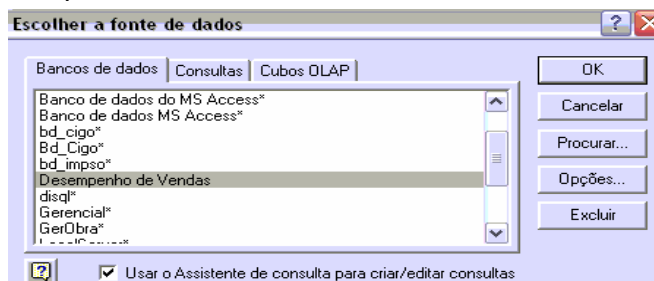 Escolher a fonte de dados
Bancos de dados Consultas Cubos OLAP
OK
Banco de dados do MS Access*
Banco de dados MS Access*
Cancelar
bd_cigo*
Bd_Cigo*
Procurar...
bd_impso*
Desempenho de Vendas
Opções...
disql*
Gerencial*
Excluir
GerObra*
Usar o Assistente de consulta para criar/editar consultas